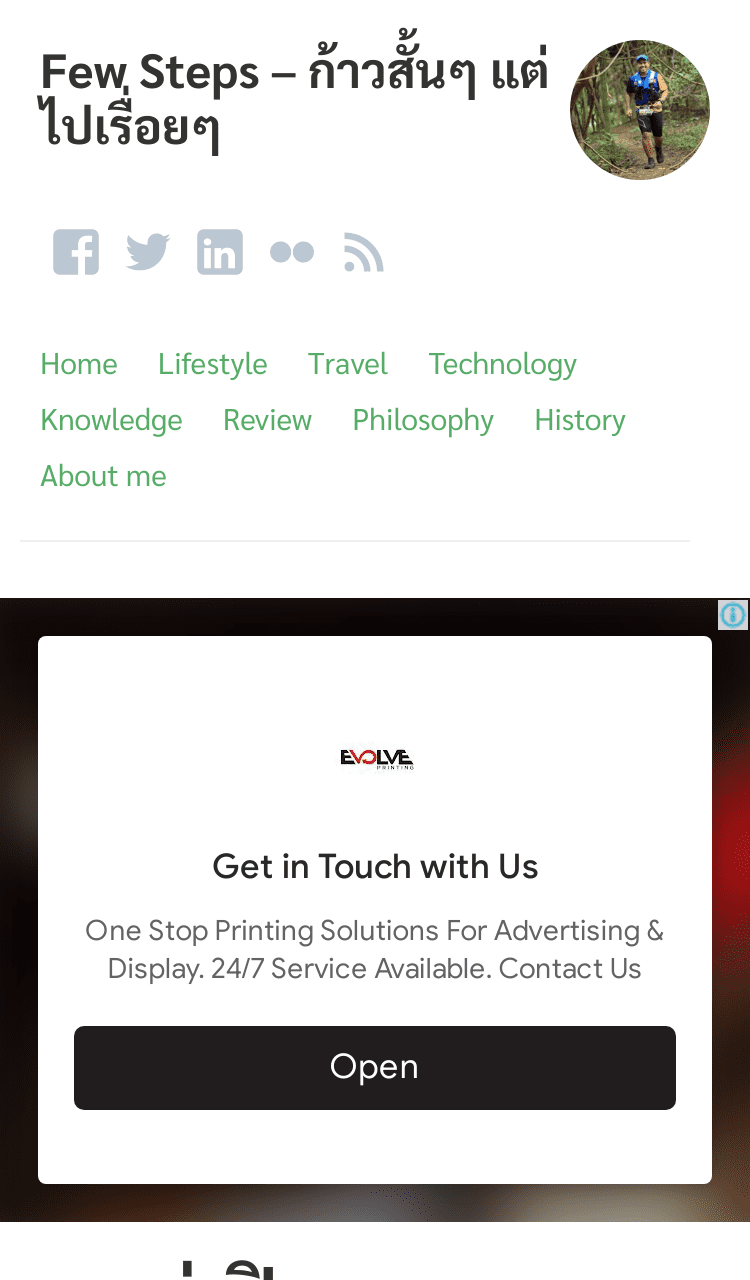 Few Steps – ก้าวสั้นๆ แต่
ไปเรื่อยๆ
Home Lifestyle Travel Technology
Knowledge Review Philosophy History
About me
EVOLVE
PRINTING
Get in Touch with Us
One Stop Printing Solutions For Advertising &
Display. 24/7 Service Available. Contact Us
Open